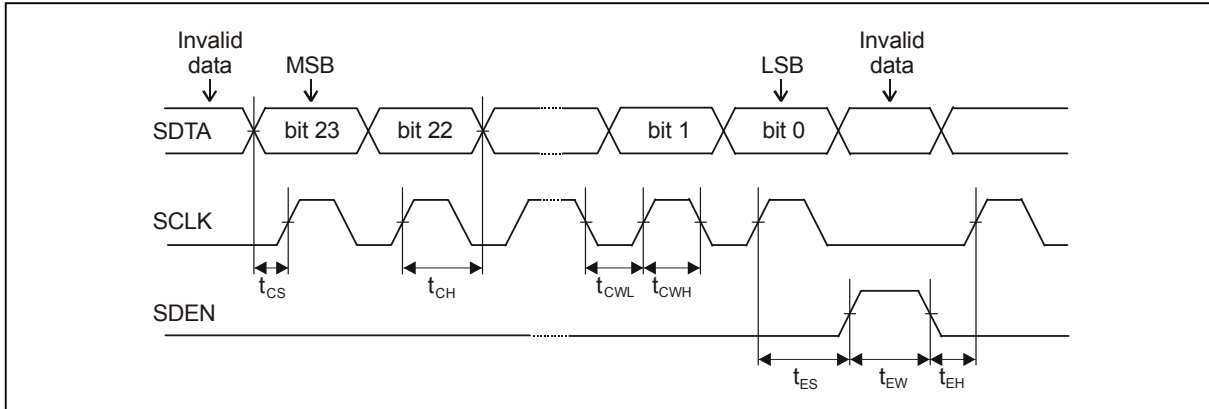 Invalid data
MSB
LSB
Invalid data
SDTA
bit 23
bit 22
bit 1
bit 0
SCLK
tCS
tCH
tCWL
tCWH
SDEN
tES
tEW
tEH